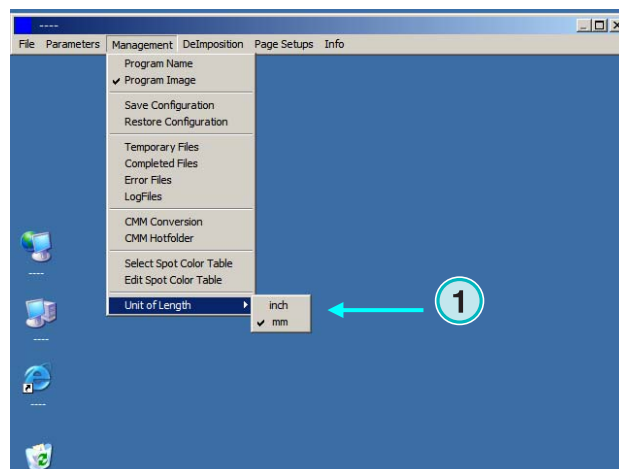 ----
File Parameters Management DeImposition Page Setups Info
Program Name
Program Image
Save Configuration
Restore Configuration
Temporary Files
Completed Files
Error Files
LogFiles
CMM Conversion
CMM Hotfolder
Select Spot Color Table
Edit Spot Color Table
Unit of Length
inch
mm
1
----
----
----